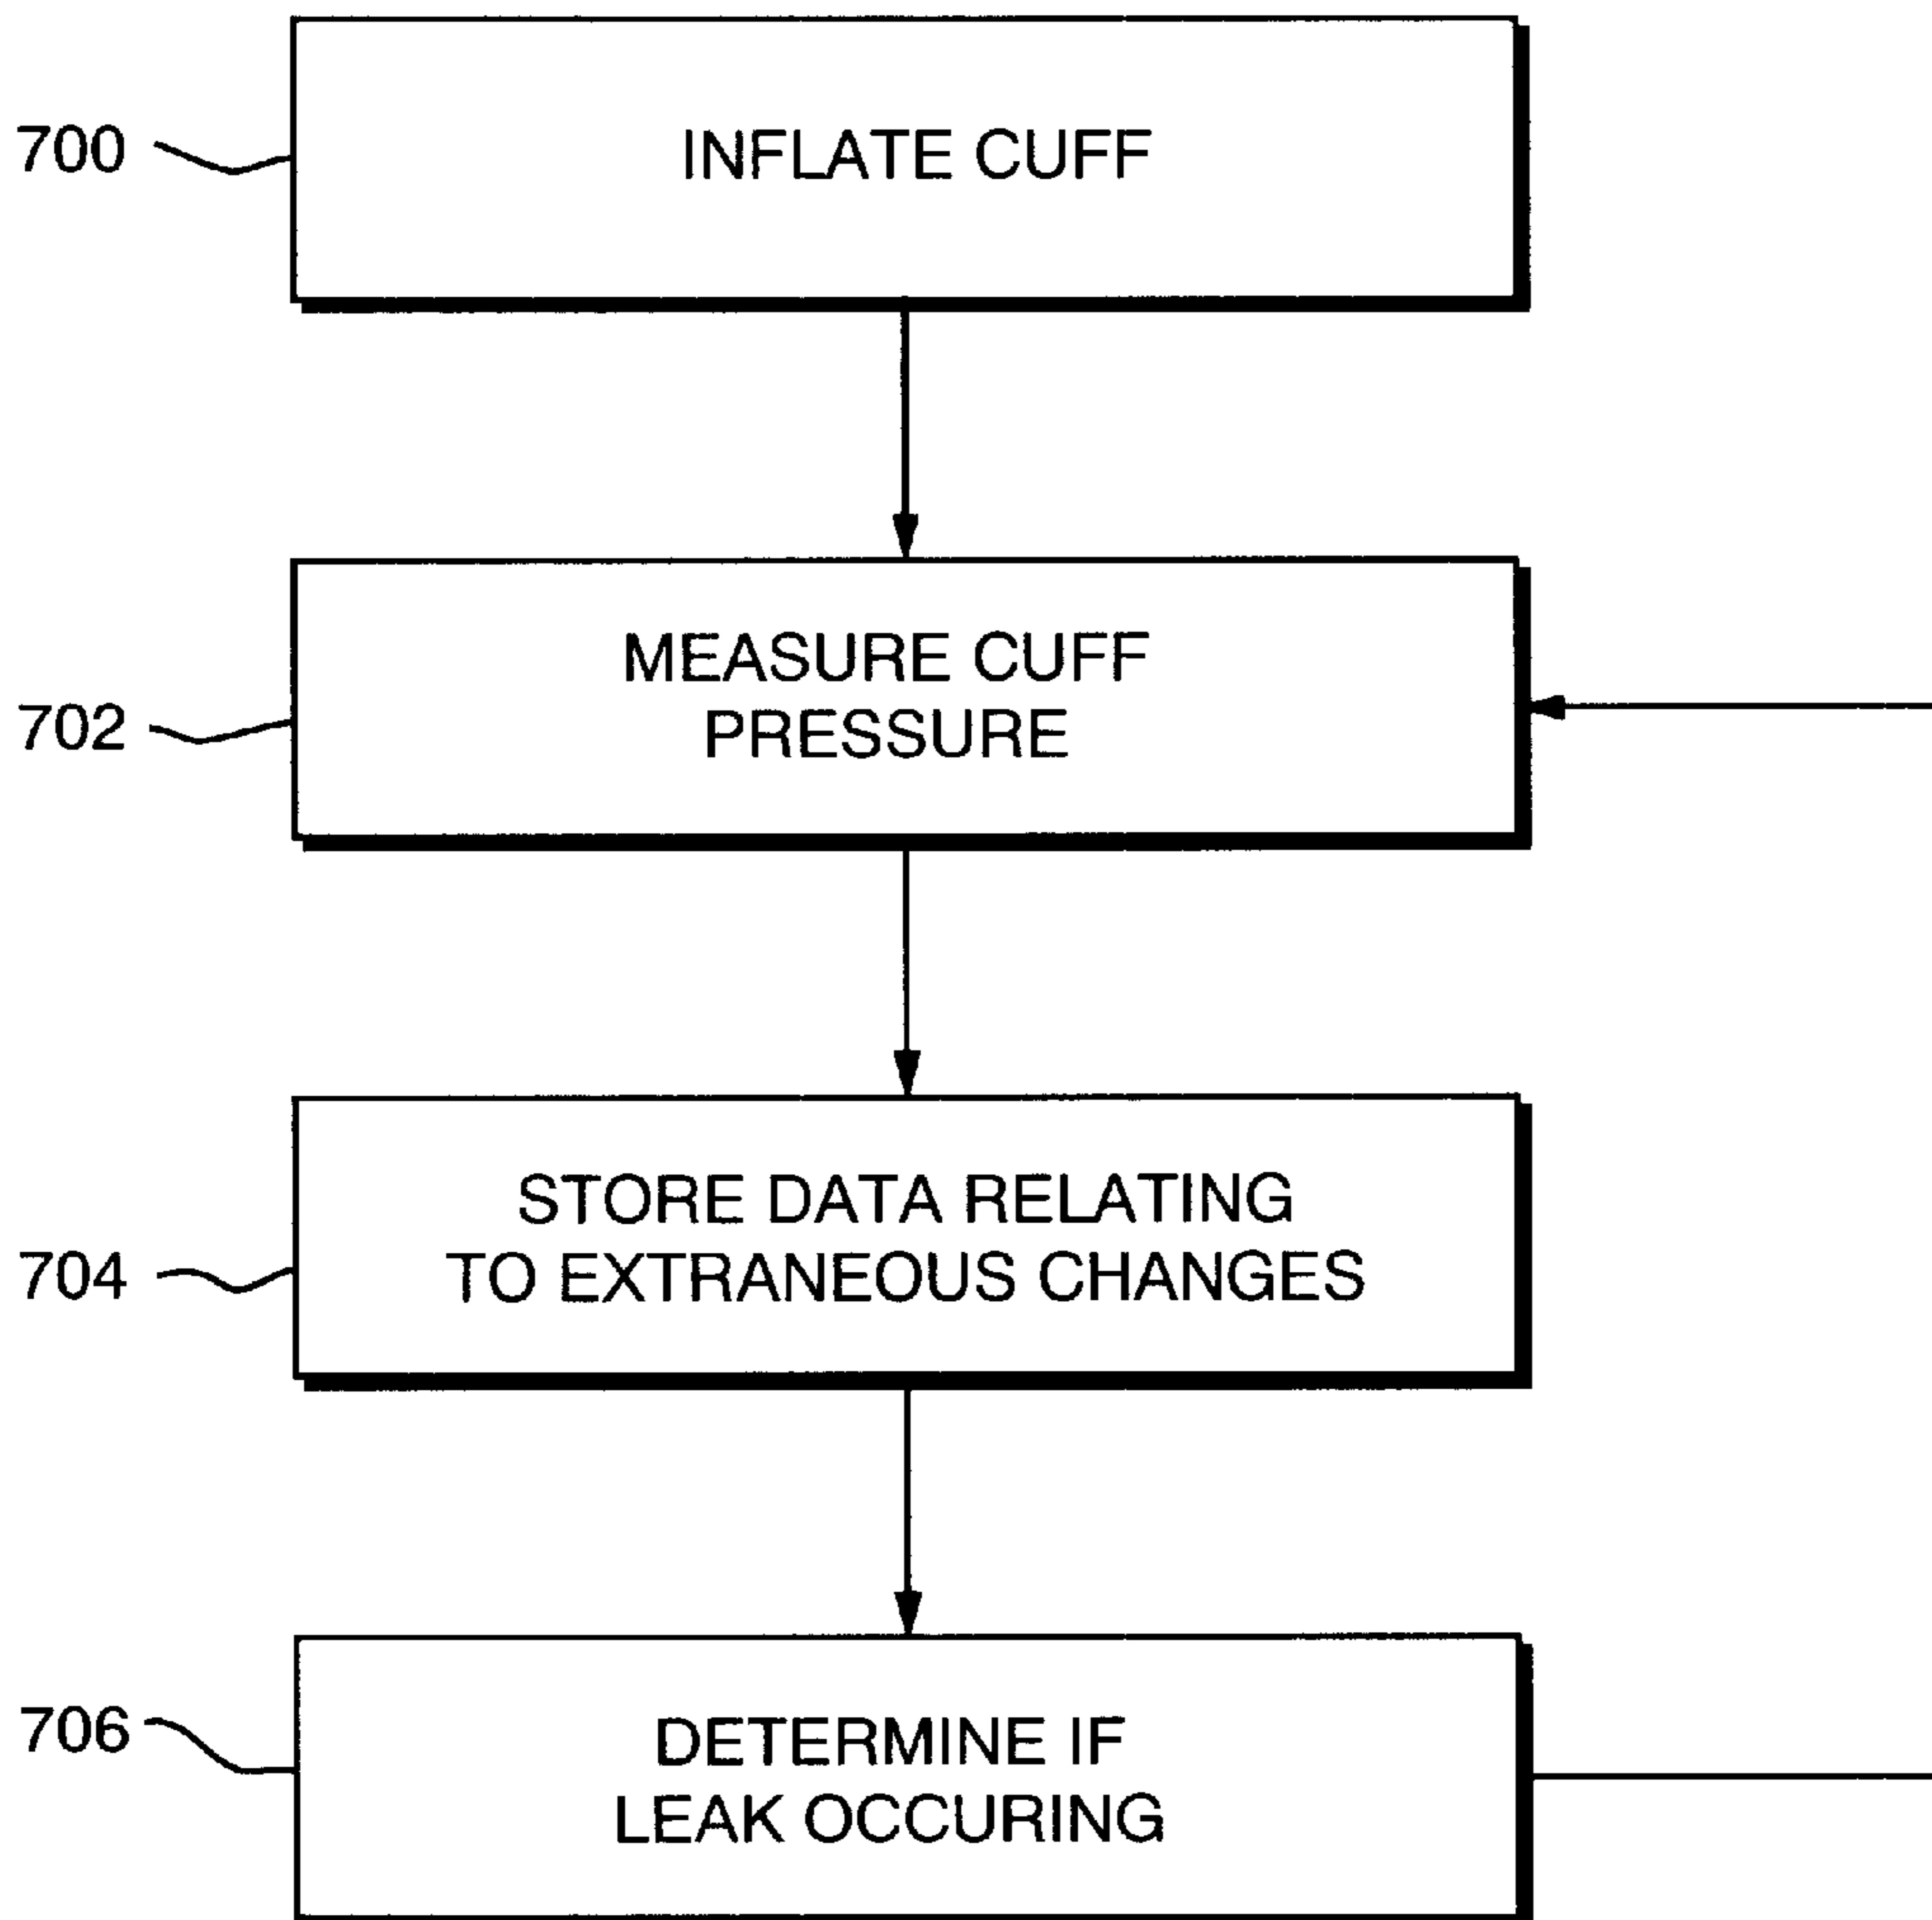 700
INFLATE CUFF
MEASURE CUFF
PRESSURE
702
STORE DATA RELATING
TO EXTRANEOUS CHANGES
704
706
DETERMINE IF
LEAK OCCURING